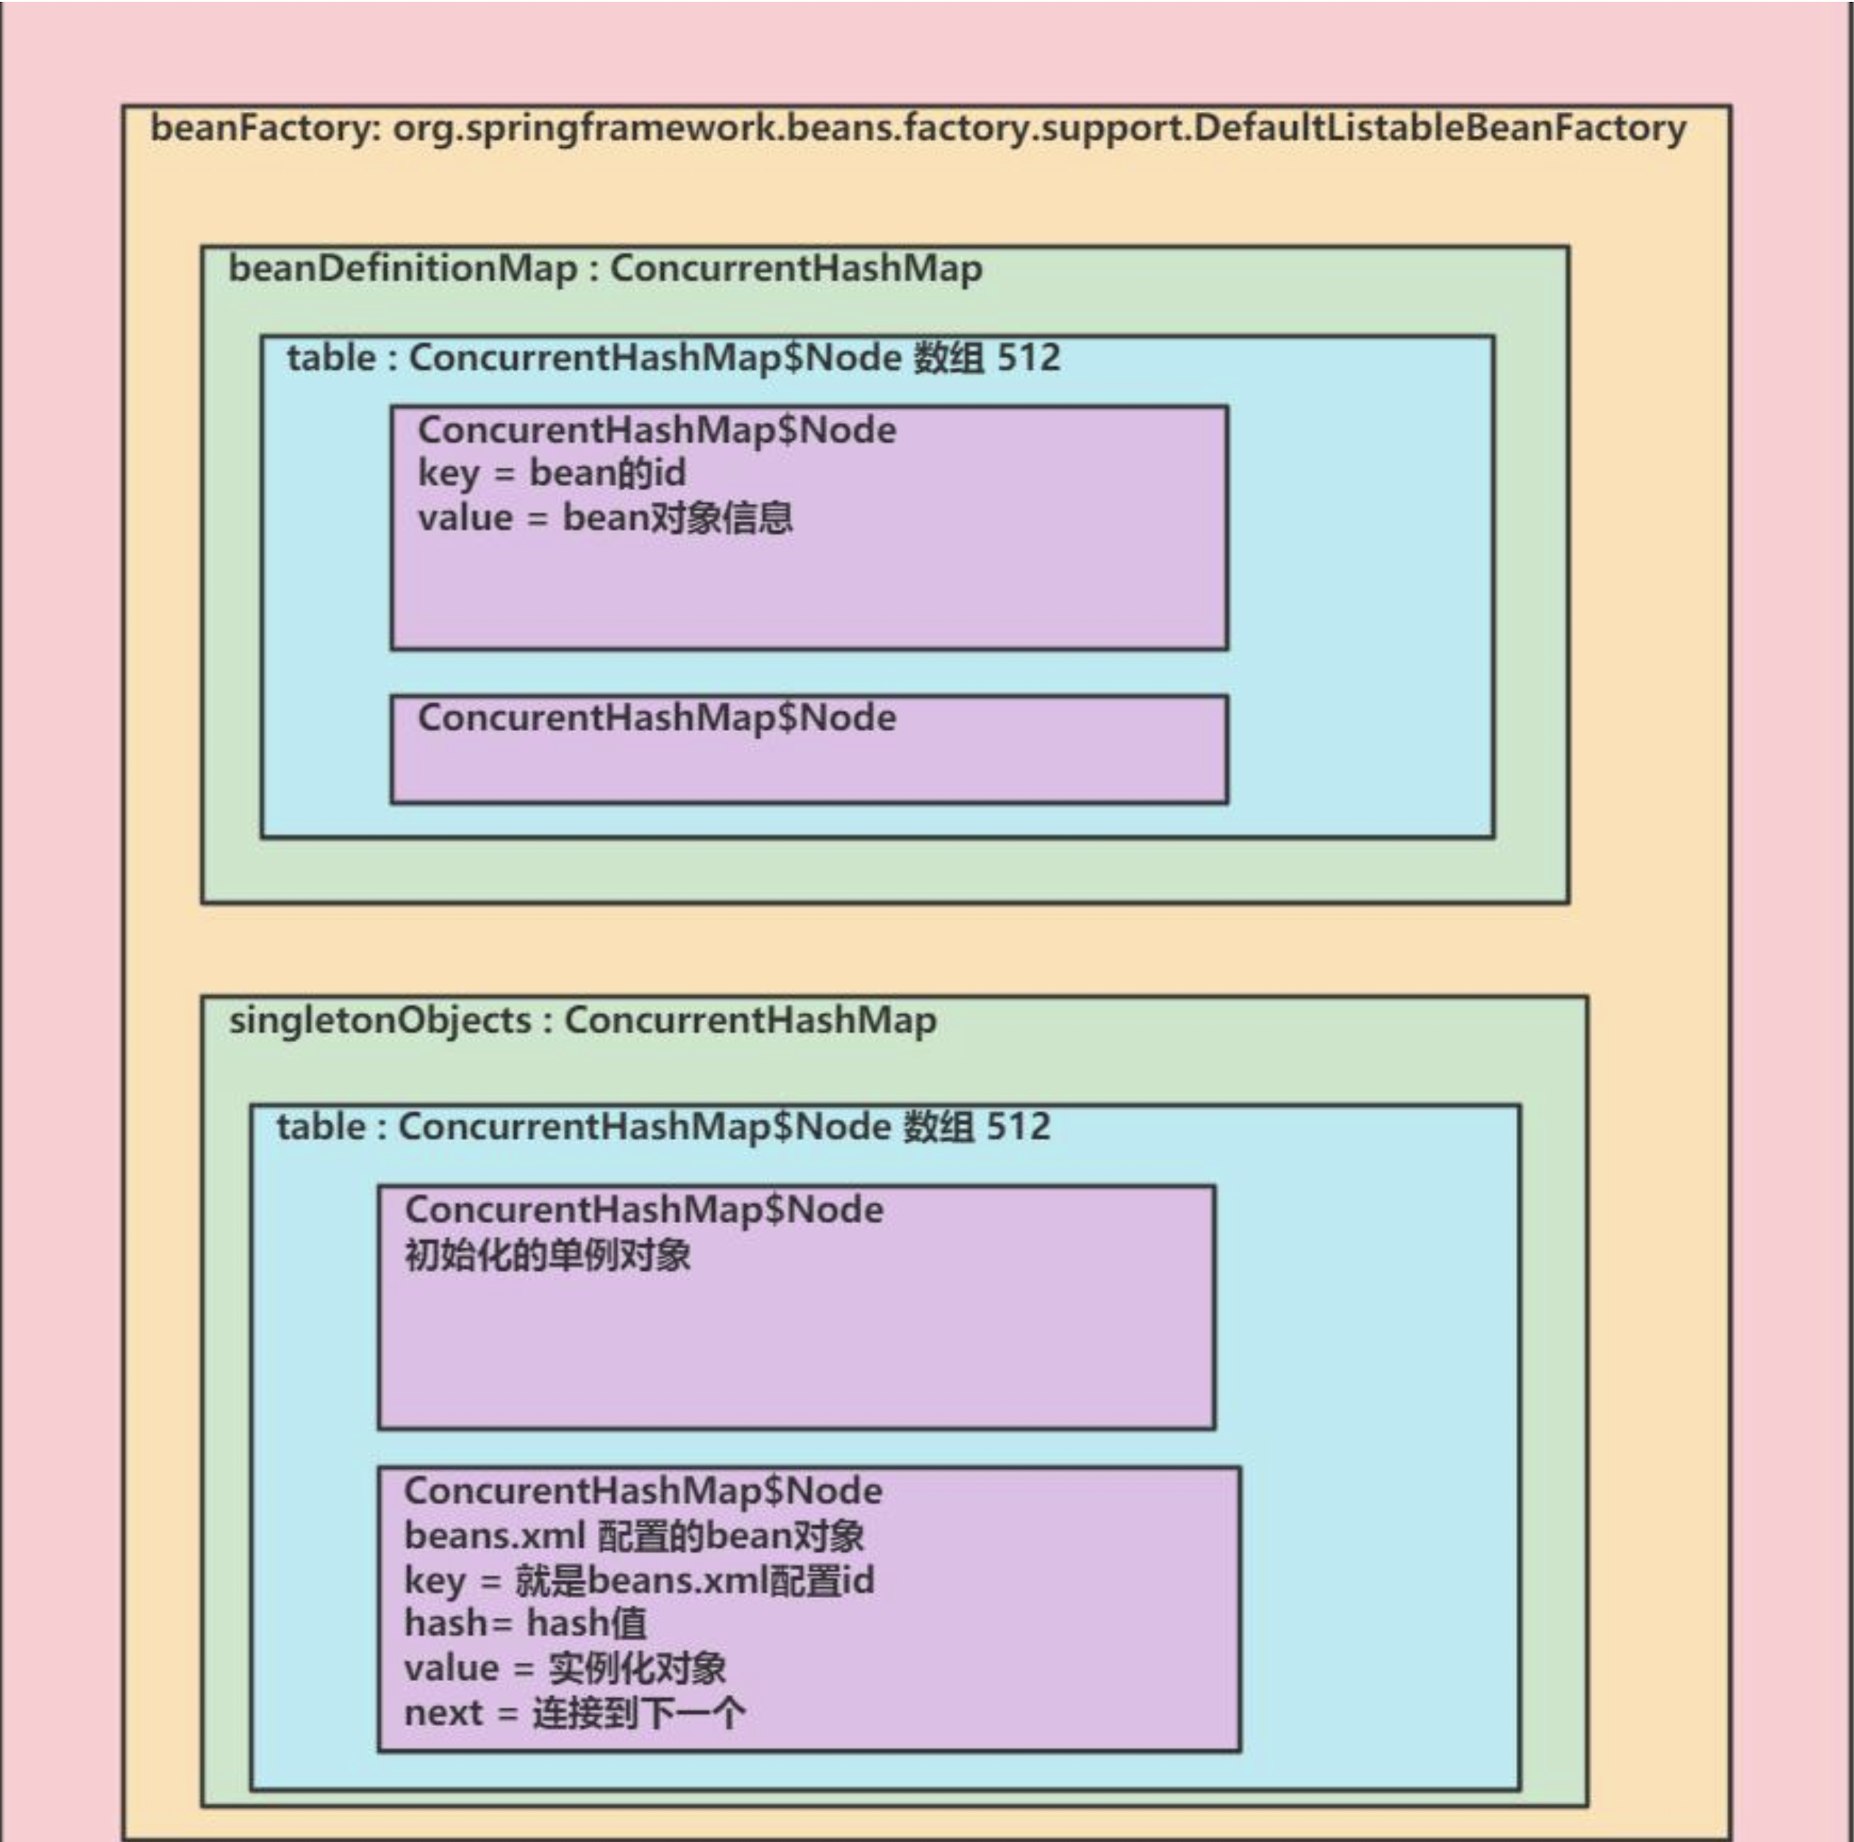 beanFactory: org.springframework.beans.factory.support.DefaultListableBeanFactory
beanDefinitionMap : ConcurrentHashMap
table : ConcurrentHashMap$Node 数组 512
ConcurentHashMap$Node
key = bean的id
value = bean对象信息
ConcurentHashMap$Node
singletonObjects : ConcurrentHashMap
table : ConcurrentHashMap$Node 数组 512
ConcurentHashMap$Node
初始化的单例对象
ConcurentHashMap$Node
beans.xml 配置的bean对象
key = 就是beans.xml配置id
hash= hash值
value = 实例化对象
next = 连接到下一个